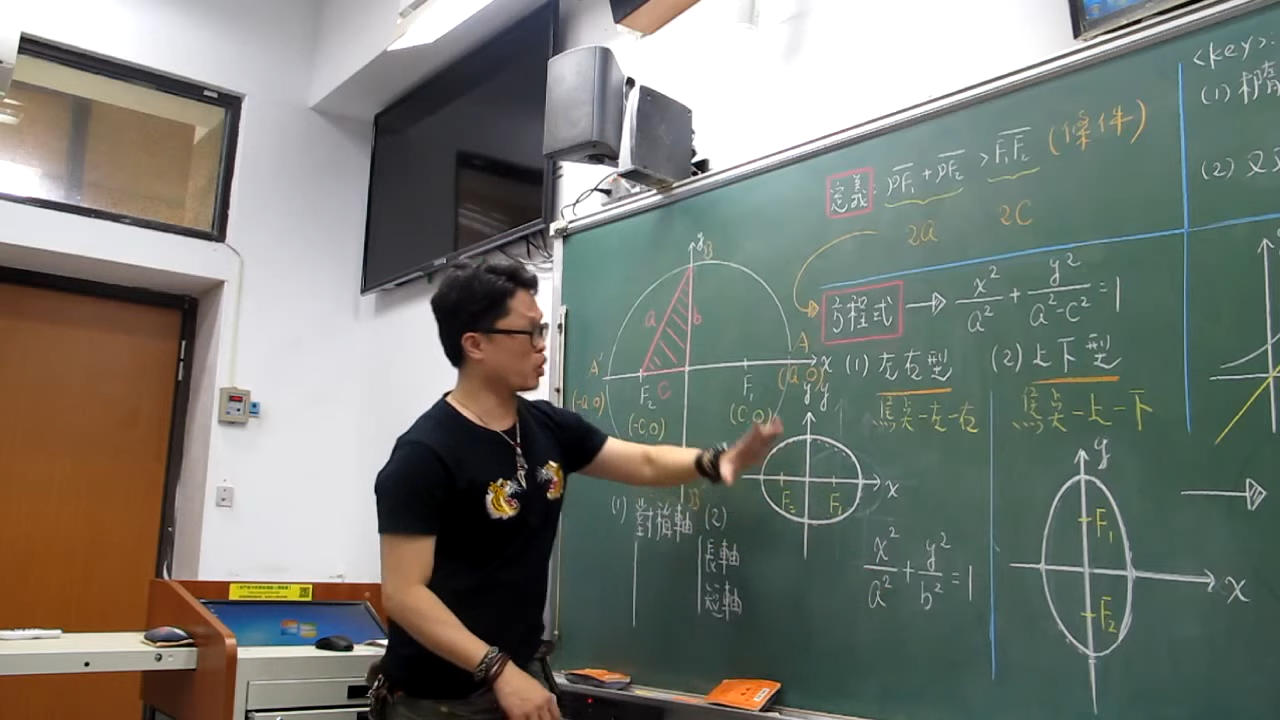 <key>:
(1) 橢
(2) 又
定義: PF₁ + PF₂ > F₁F₂ (條件)
2a 2C
方程式 → x²/a² + y²/(a²-c²) = 1
(1) 左右型
焦点-左-右
(2) 上下型
焦点-上-下
y
B
a
b
c
A'
A
x
(-a,0)
F₂
(-C,0)
F₁
(C,0)
(a,0)
B'
(1) 對稱軸
(2)
長軸
短軸
y
x
F₂
F₁
x²/a² + y²/b² = 1
y
F₁
F₂
x